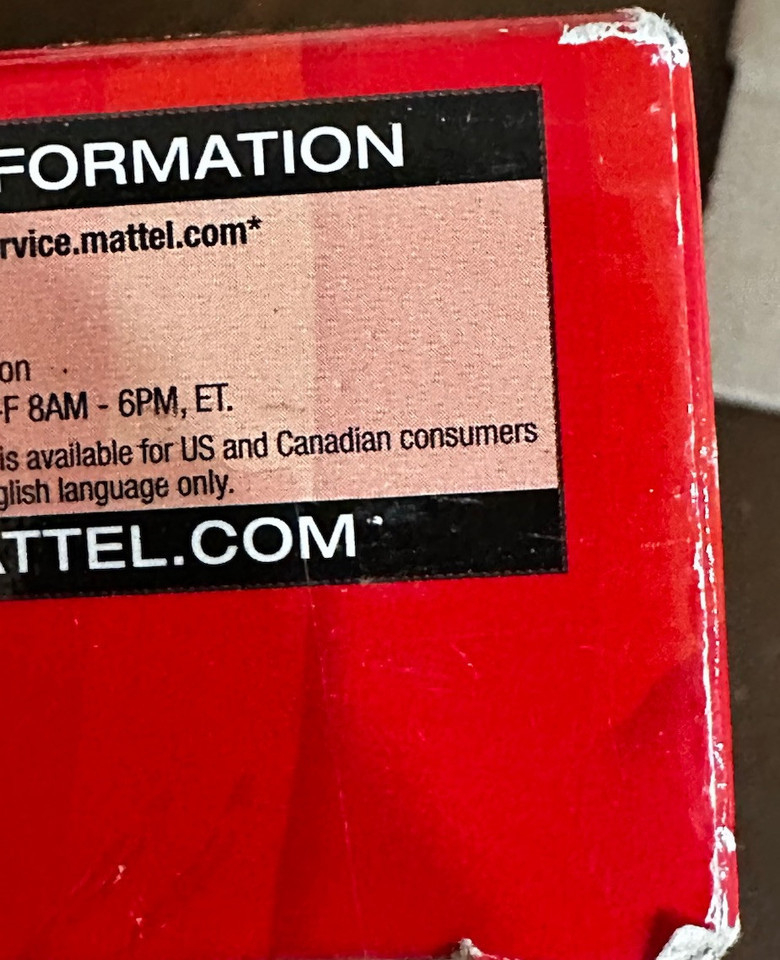 FORMATION
rvice.mattel.com*
on
-F 8AM - 6PM, ET.
is available for US and Canadian consumers
glish language only.
ATTEL.COM